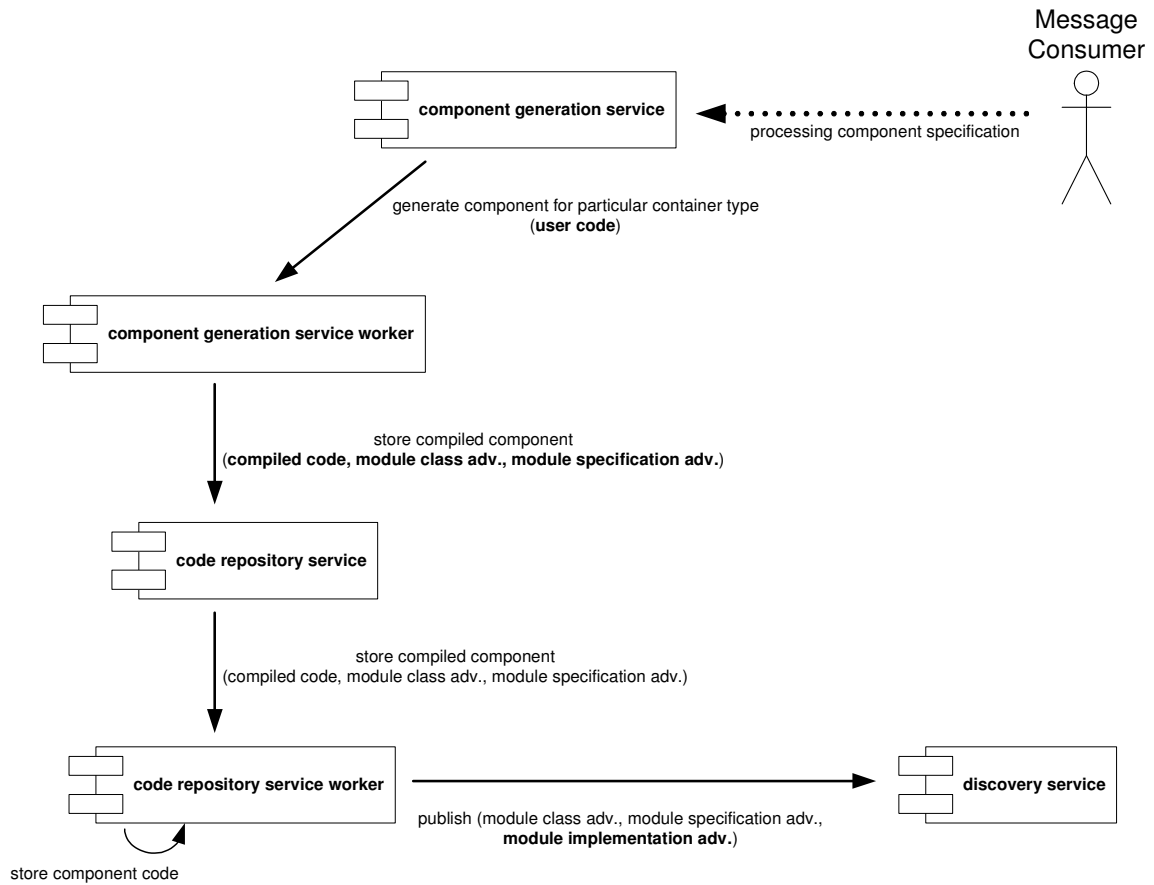 Message
Consumer
component generation service
processing component specification
generate component for particular container type
(user code)
component generation service worker
store compiled component
(compiled code, module class adv., module specification adv.)
code repository service
store compiled component
(compiled code, module class adv., module specification adv.)
code repository service worker
discovery service
publish (module class adv., module specification adv.,
module implementation adv.)
store component code